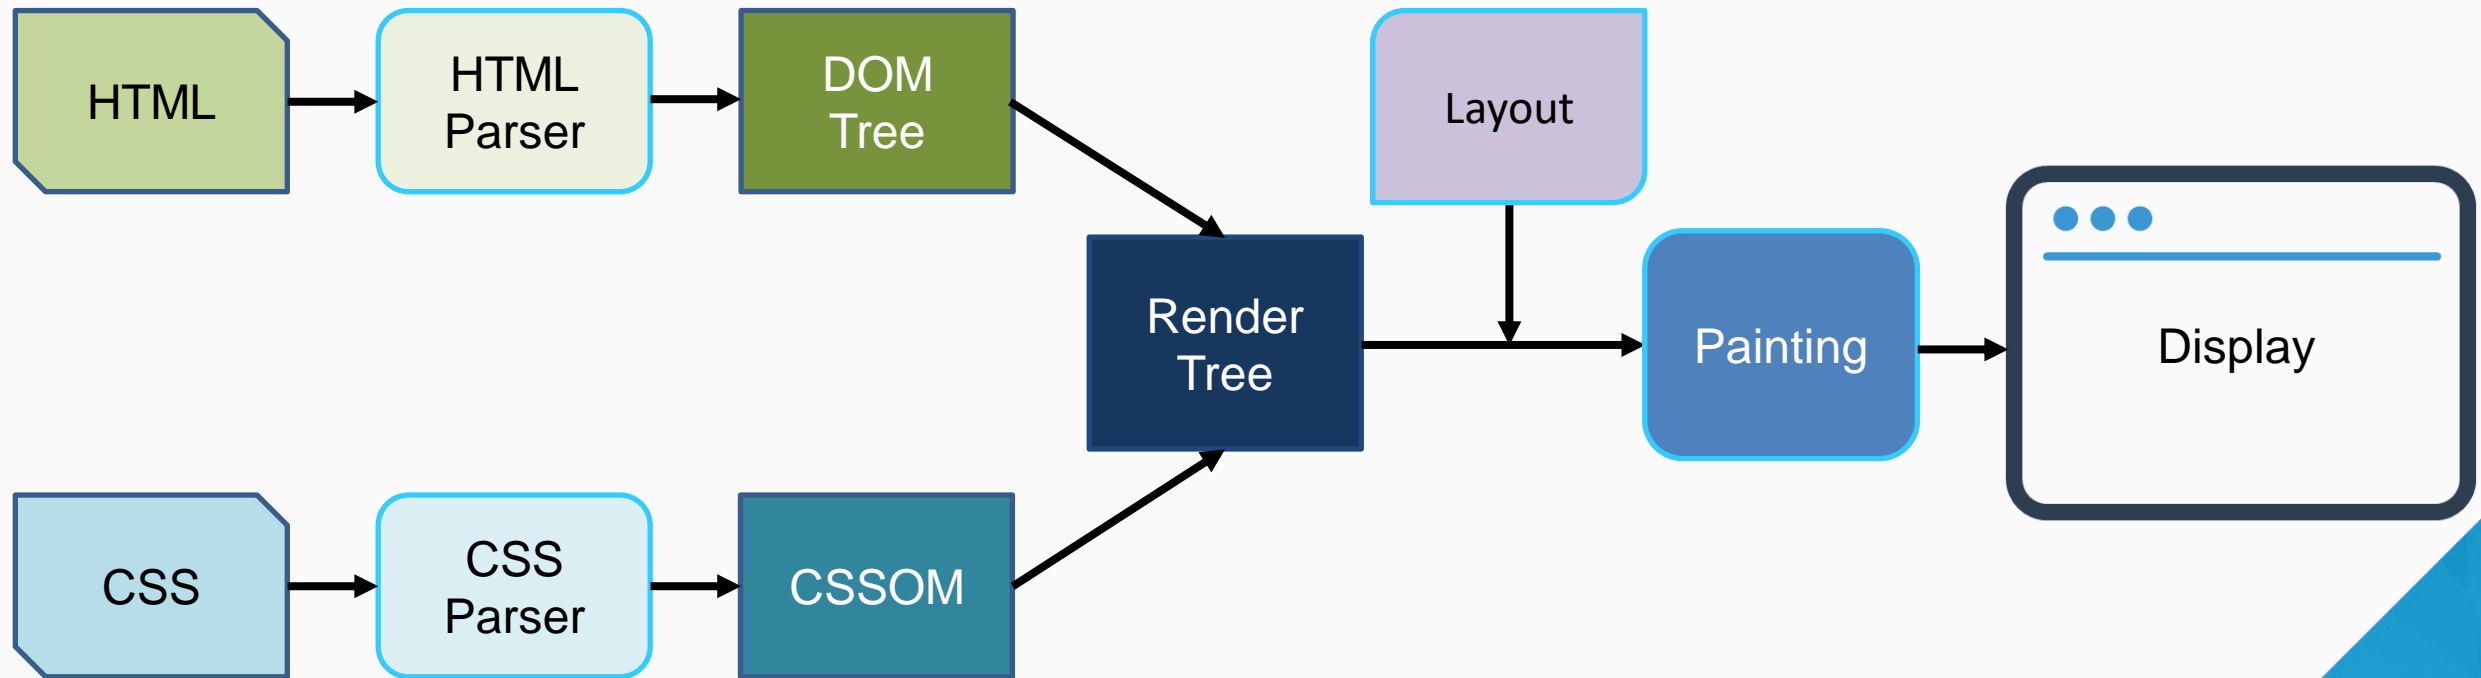 HTML
HTML
Parser
DOM
Tree
Layout
Render
Tree
Painting
Display
CSS
CSS
Parser
CSSOM